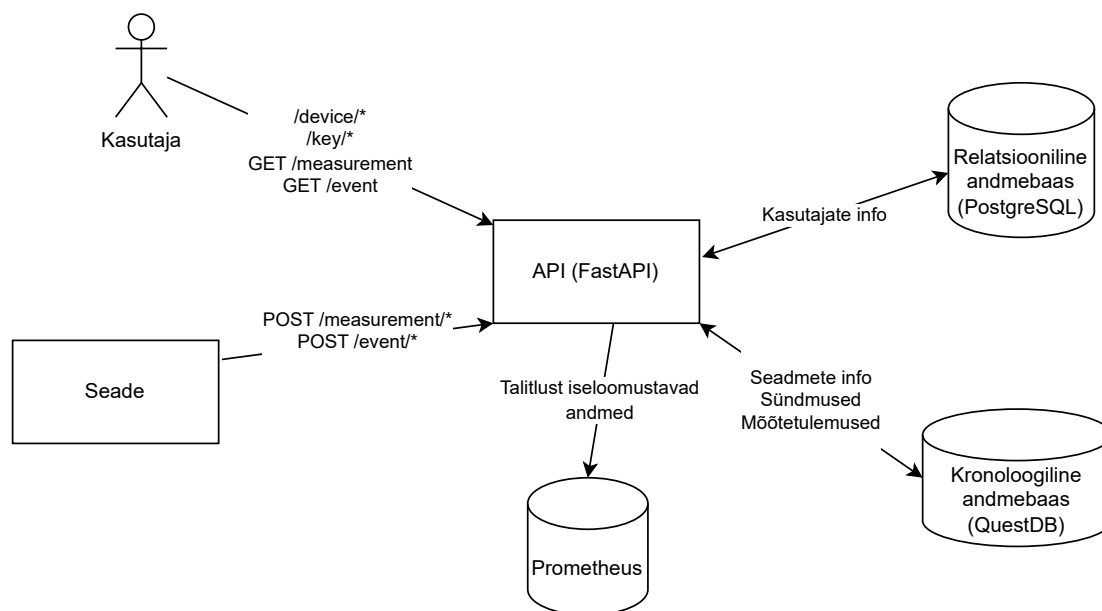 Kasutaja
/device/*
/key/*
GET /measurement
GET /event
Relatsiooniline
andmebaas
(PostgreSQL)
Kasutajate info
API (FastAPI)
POST /measurement/*
POST /event/*
Seade
Talitlust iseloomustavad
andmed
Seadmete info
Sündmused
Mõõtetulemused
Kronoloogiline
andmebaas
(QuestDB)
Prometheus